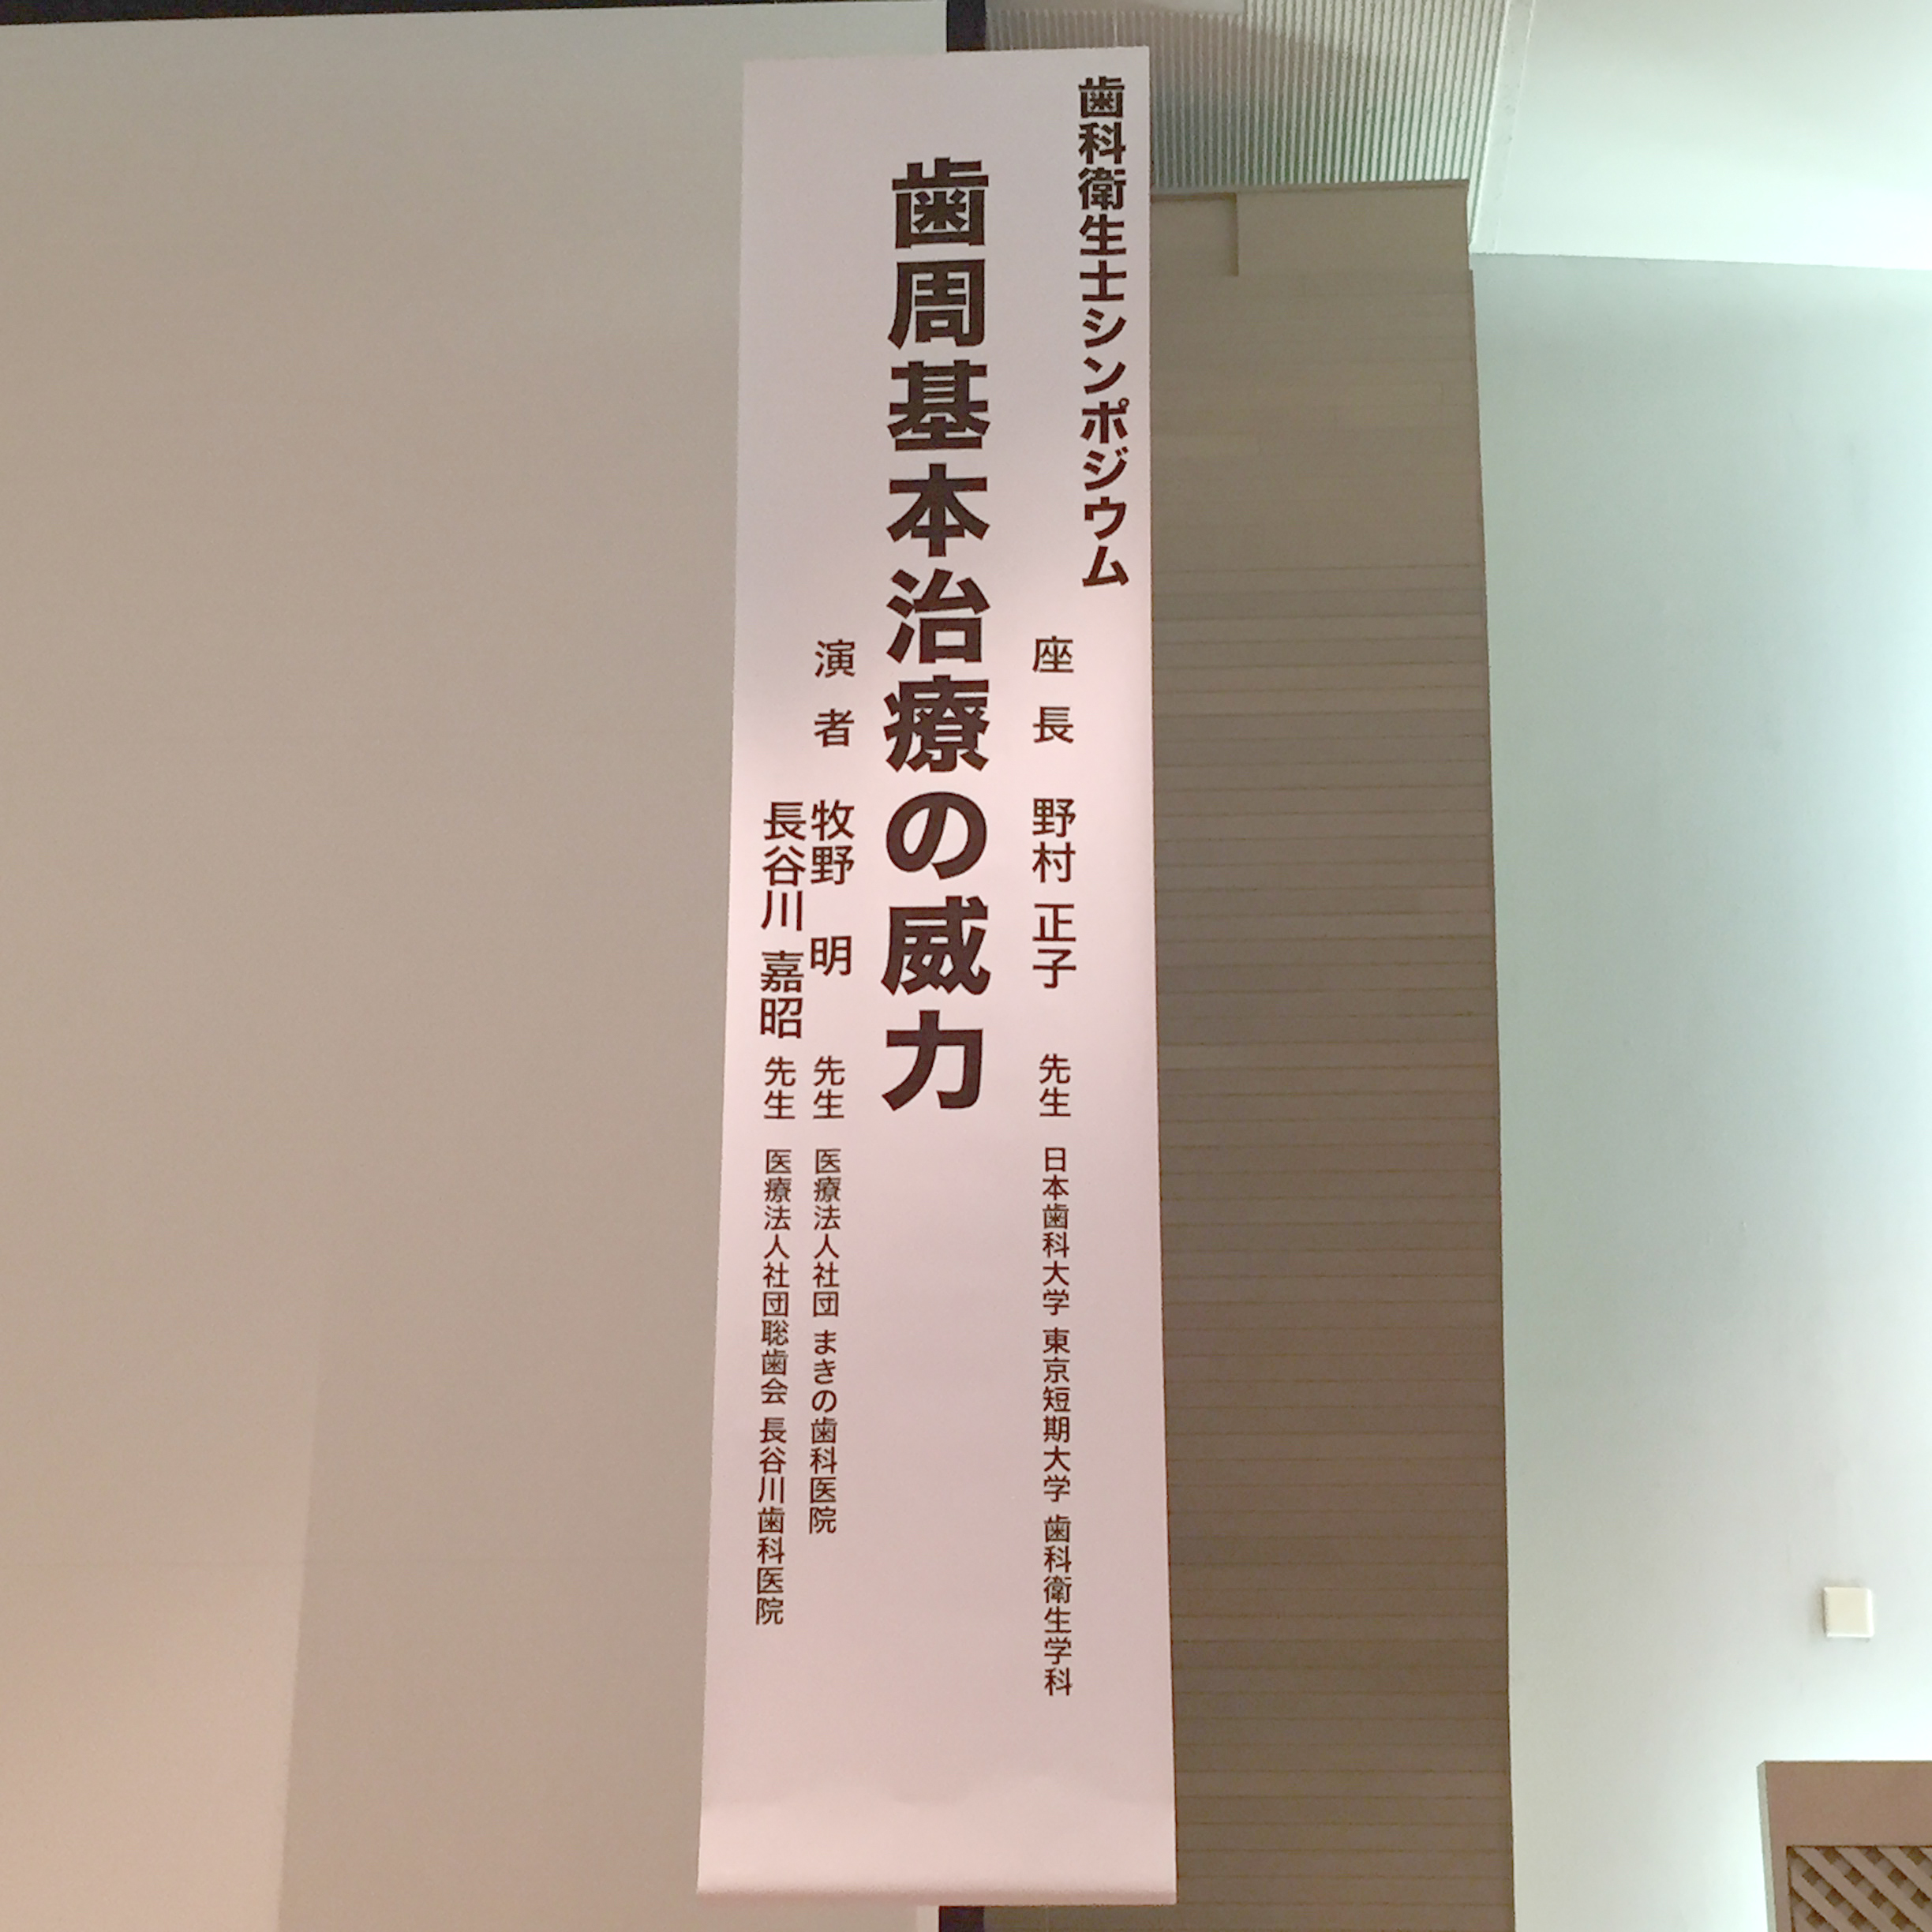 歯科衛生士シンポジウム
座長 野村 正子 先生 日本歯科大学 東京短期大学 歯科衛生学科
歯周基本治療の威力
演者 牧野 明 先生 医療法人社団 まきの歯科医院
長谷川 嘉昭 先生 医療法人社団聡歯会 長谷川歯科医院